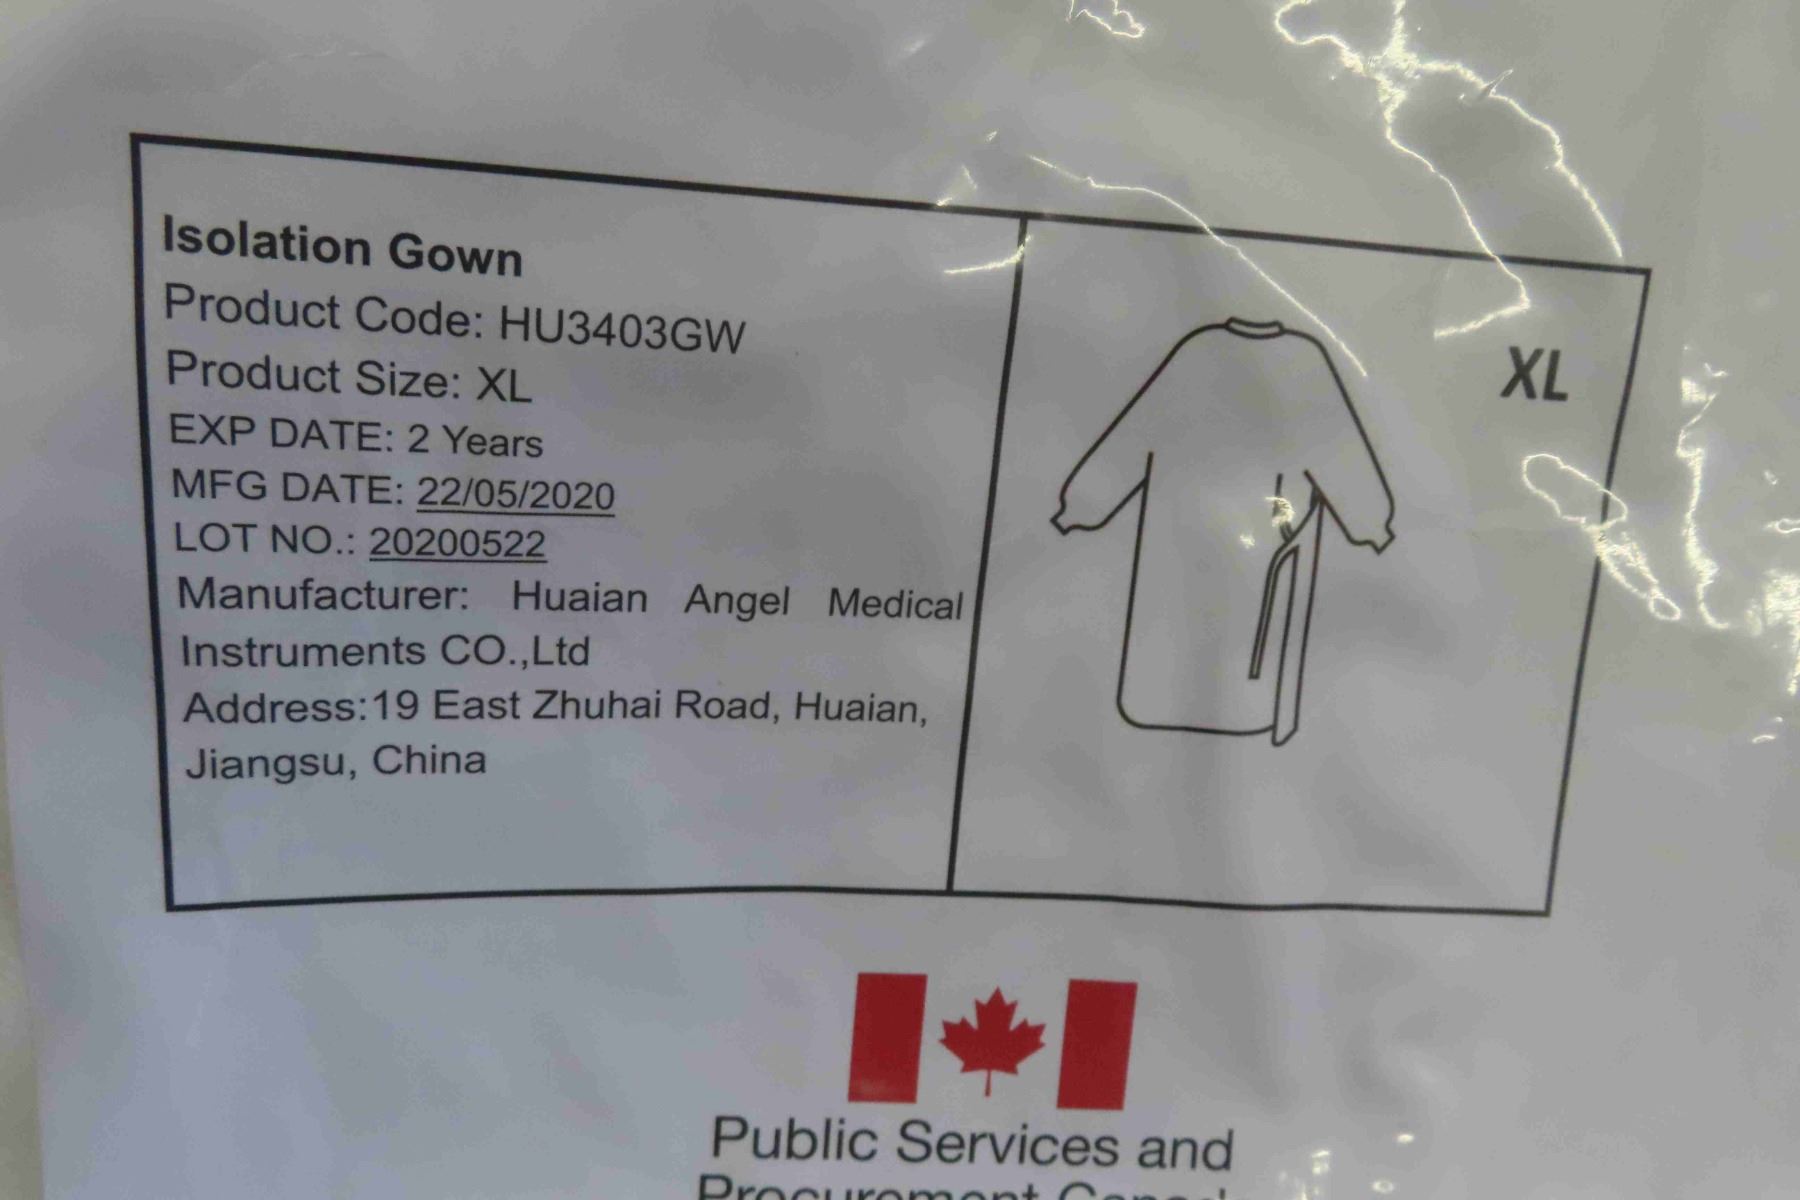 Isolation Gown
Product Code: HU3403GW
Product Size: XL
EXP DATE: 2 Years
MFG DATE: 22/05/2020
LOT NO.: 20200522
Manufacturer: Huaian Angel Medical
Instruments CO.,Ltd
Address:19 East Zhuhai Road, Huaian,
Jiangsu, China
XL
Public Services and
Procurement